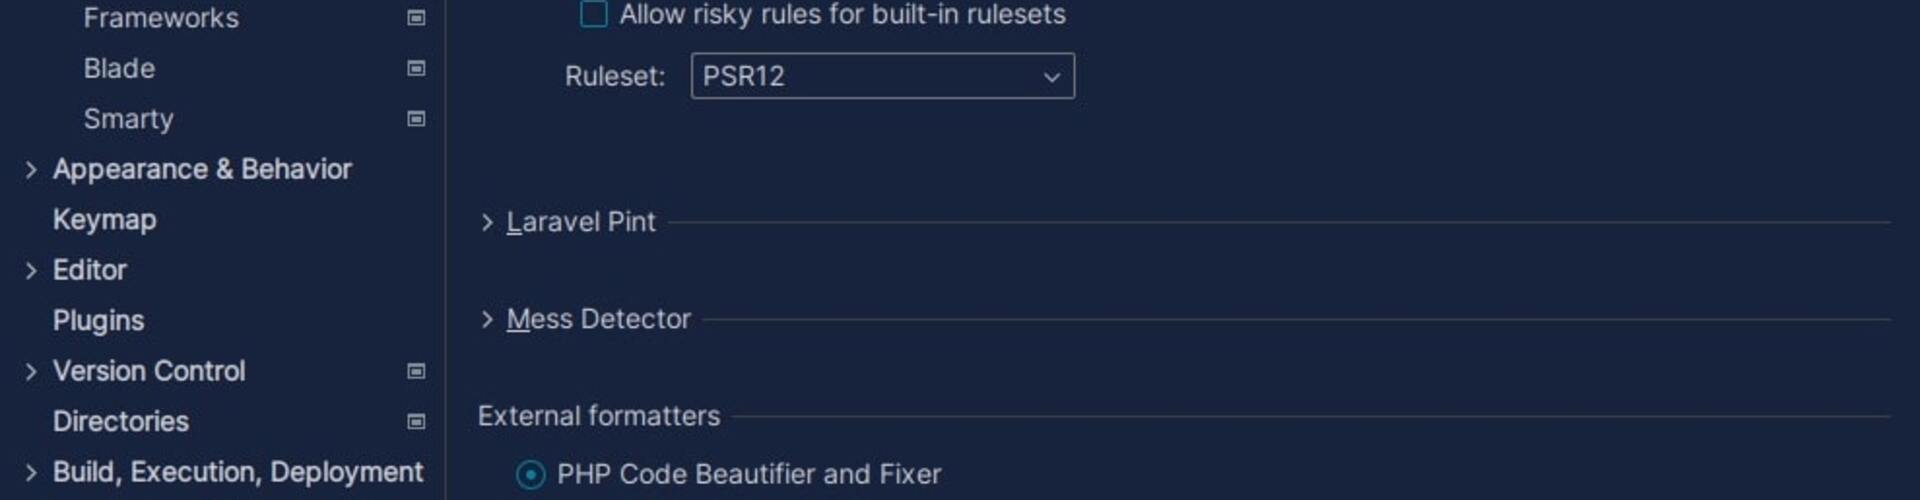 Frameworks
Blade
Smarty
Appearance & Behavior
Keymap
Editor
Plugins
Version Control
Directories
Build, Execution, Deployment
Allow risky rules for built-in rulesets
Ruleset: PSR12
Laravel Pint
Mess Detector
External formatters
PHP Code Beautifier and Fixer